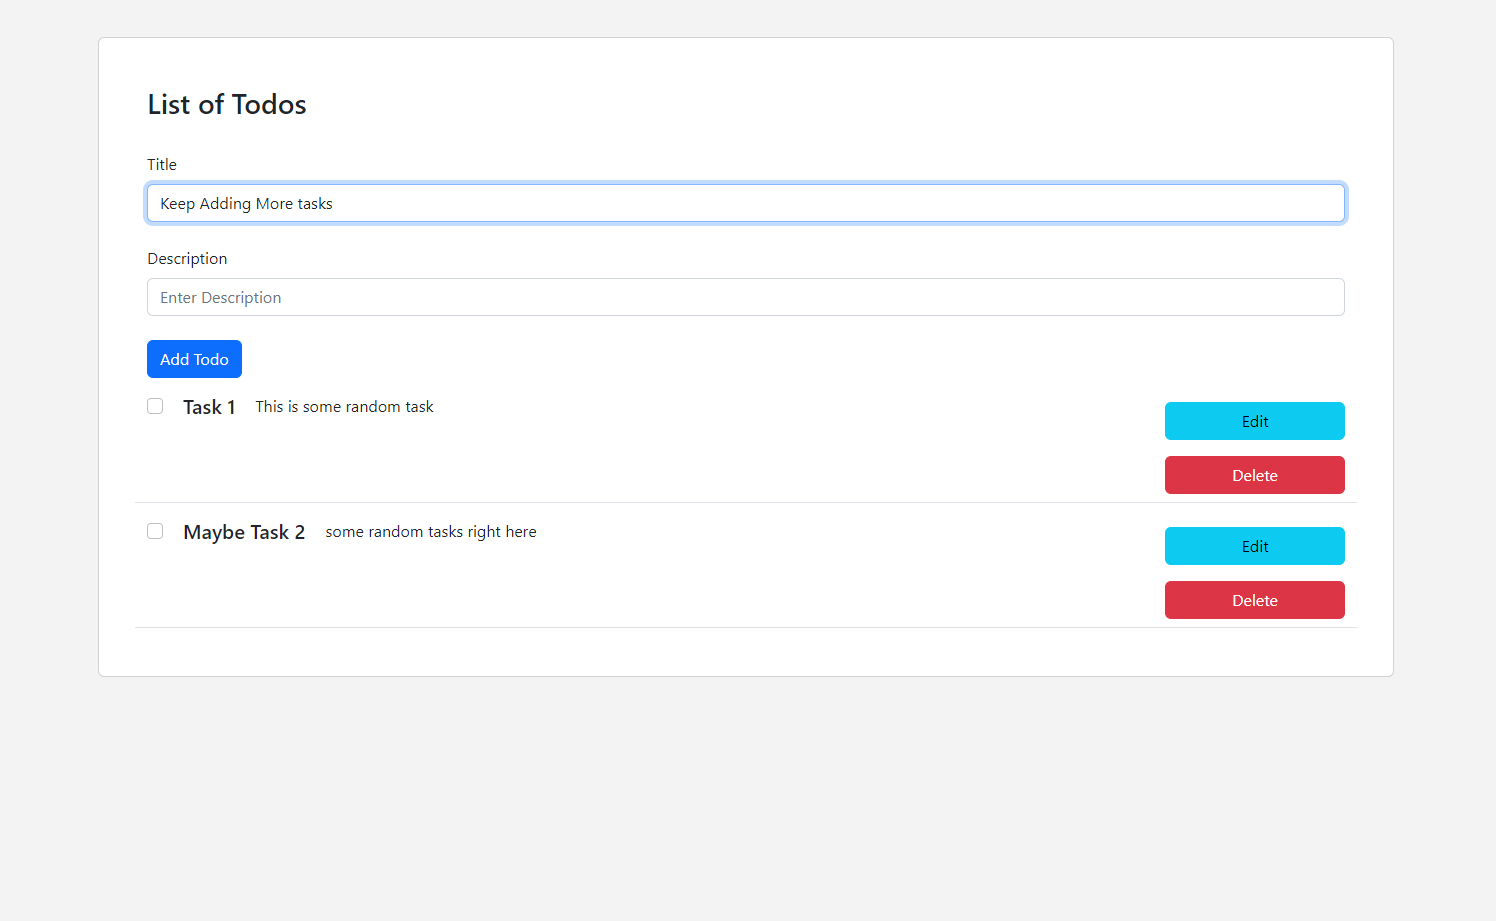 List of Todos
Title
Keep Adding More tasks
Description
Enter Description
Add Todo
Task 1 This is some random task
Edit
Delete
Maybe Task 2 some random tasks right here
Edit
Delete